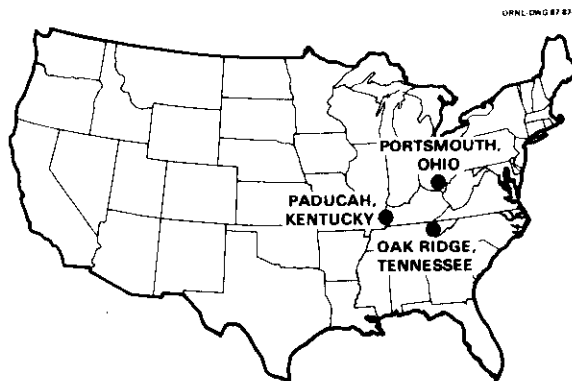 ORNL-DWG 87-87
PORTSMOUTH,
OHIO
PADUCAH,
KENTUCKY
OAK RIDGE,
TENNESSEE